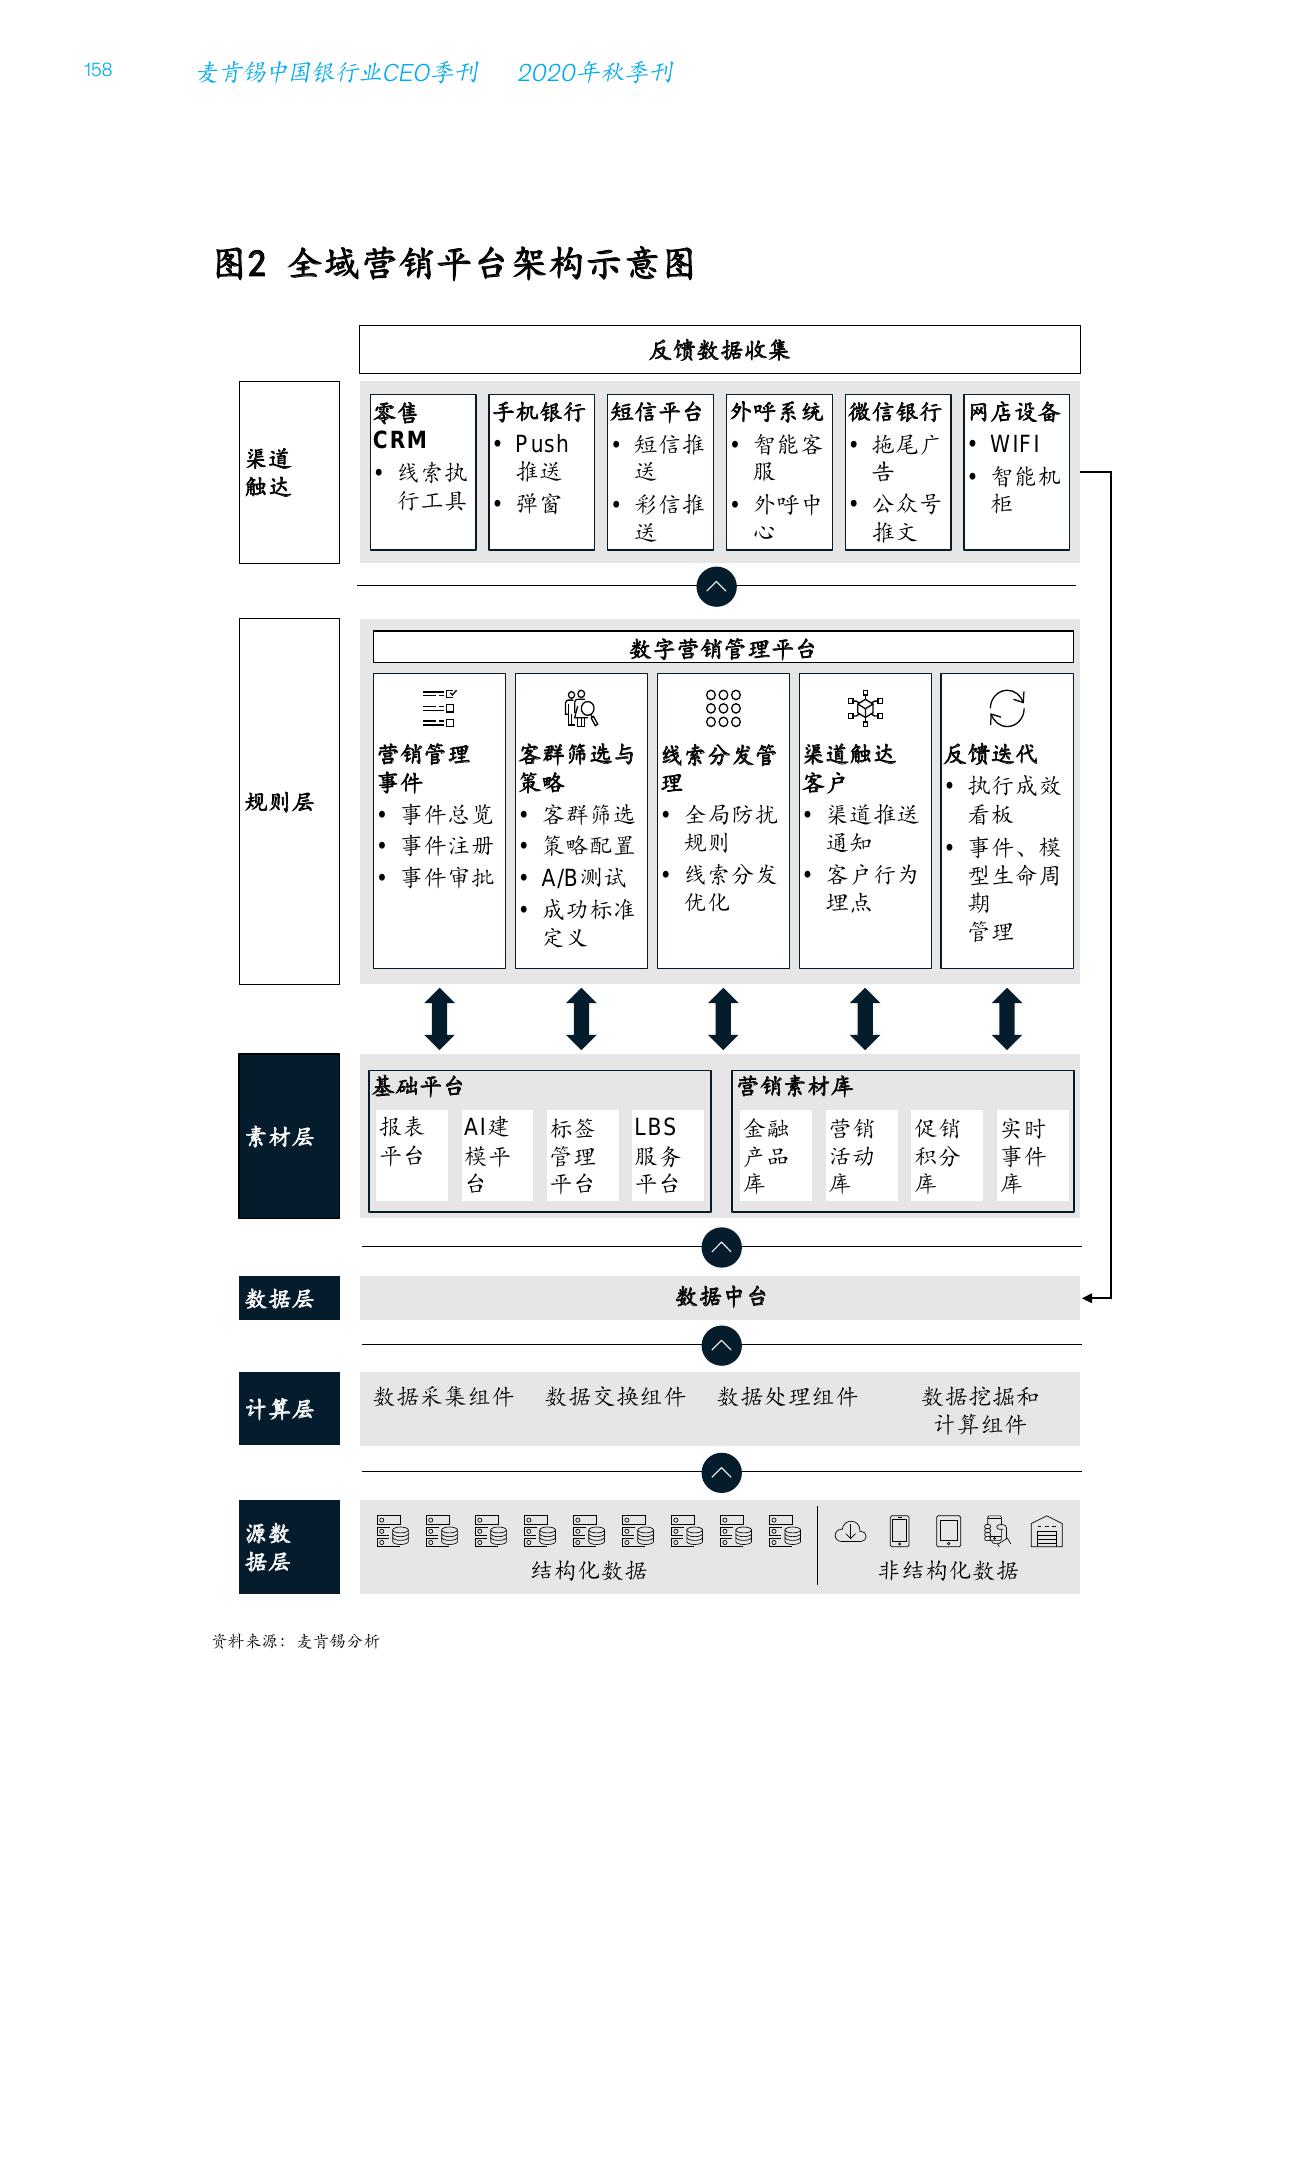 158
麦肯锡中国银行业CEO季刊 2020年秋季刊
图2 全域营销平台架构示意图
反馈数据收集
渠道
触达
零售
CRM
• 线索执
行工具
手机银行
• Push
推送
• 弹窗
短信平台
• 短信推
送
• 彩信推
送
外呼系统
• 智能客
服
• 外呼中
心
微信银行
• 拖尾广
告
• 公众号
推文
网店设备
• WIFI
• 智能机
柜
规则层
数字营销管理平台
营销管理
事件
• 事件总览
• 事件注册
• 事件审批
客群筛选与
策略
• 客群筛选
• 策略配置
• A/B测试
• 成功标准
定义
线索分发管
理
• 全局防扰
规则
• 线索分发
优化
渠道触达
客户
• 渠道推送
通知
• 客户行为
埋点
反馈迭代
• 执行成效
看板
• 事件、模
型生命周
期
管理
素材层
基础平台
报表
平台
AI建
模平
台
标签
管理
平台
LBS
服务
平台
营销素材库
金融
产品
库
营销
活动
库
促销
积分
库
实时
事件
库
数据层
数据中台
计算层
数据采集组件
数据交换组件
数据处理组件
数据挖掘和
计算组件
源数
据层
结构化数据
非结构化数据
资料来源：麦肯锡分析